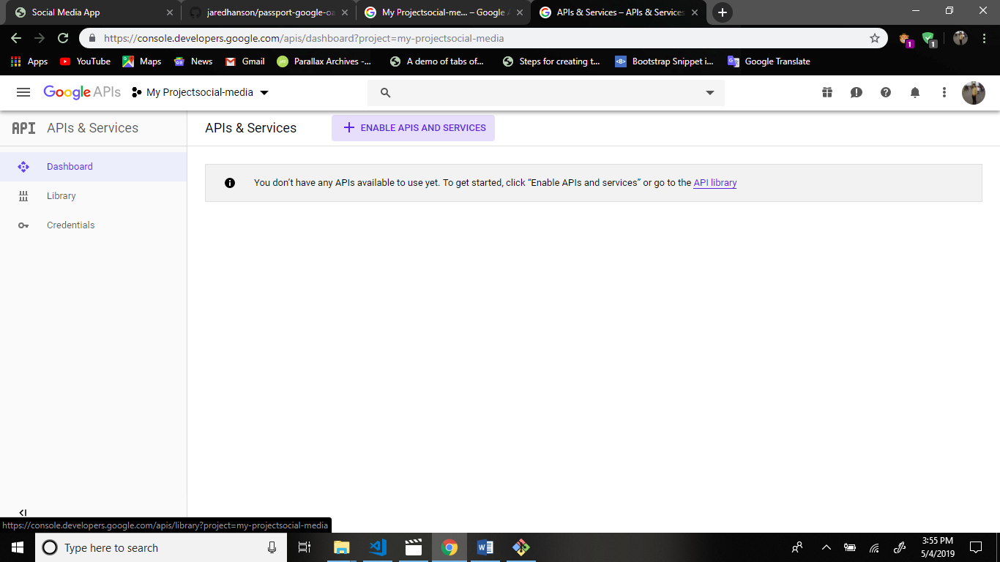 Social Media App
jaredhanson/passport-google-oa
My Projectsocial-me... – Google A
APIs & Services – APIs & Services
https://console.developers.google.com/apis/dashboard?project=my-projectsocial-media
1
1
Apps
YouTube
Maps
News
Gmail
Parallax Archives -...
A demo of tabs of...
Steps for creating t...
Bootstrap Snippet i...
Google Translate
Google APIs
My Projectsocial-media
API
APIs & Services
APIs & Services
ENABLE APIS AND SERVICES
Dashboard
Library
Credentials
You don’t have any APIs available to use yet. To get started, click “Enable APIs and services” or go to the API library
https://console.developers.google.com/apis/library?project=my-projectsocial-media
Type here to search
3:55 PM
5/4/2019